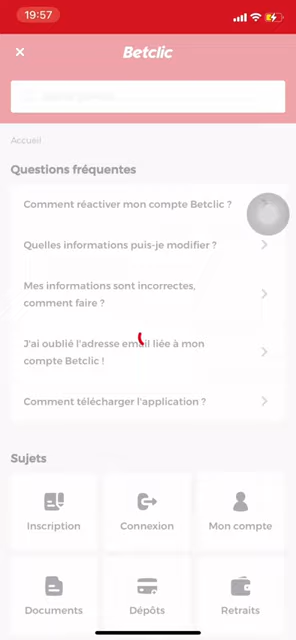 19:57
Betclic
Accueil
Questions fréquentes
Comment réactiver mon compte Betclic ?
Quelles informations puis-je modifier ?
Mes informations sont incorrectes,
comment faire ?
J'ai oublié l'adresse email liée à mon
compte Betclic !
Comment télécharger l'application ?
Sujets
Inscription
Connexion
Mon compte
Documents
Dépôts
Retraits